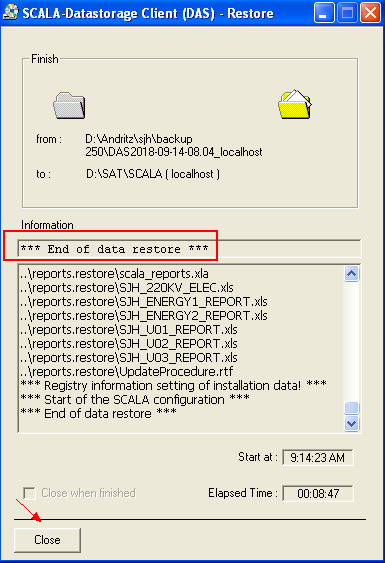 SCALA-Datastorage Client (DAS) - Restore
Finish
from :
D:\Andritz\sjh\backup
250\DAS2018-09-14-08.04_localhost
to :
D:\SAT\SCALA ( localhost )
Information
*** End of data restore ***
..\reports.restore\scala_reports.xla
..\reports.restore\SJH_220KV_ELEC.xls
..\reports.restore\SJH_ENERGY1_REPORT.xls
..\reports.restore\SJH_ENERGY2_REPORT.xls
..\reports.restore\SJH_U01_REPORT.xls
..\reports.restore\SJH_U02_REPORT.xls
..\reports.restore\SJH_U03_REPORT.xls
..\reports.restore\UpdateProcedure.rtf
*** Registry information setting of installation data! ***
*** Start of the SCALA configuration ***
*** End of data restore ***
Start at : 9:14:23 AM
Close when finished
Elapsed Time : 00:08:47
Close